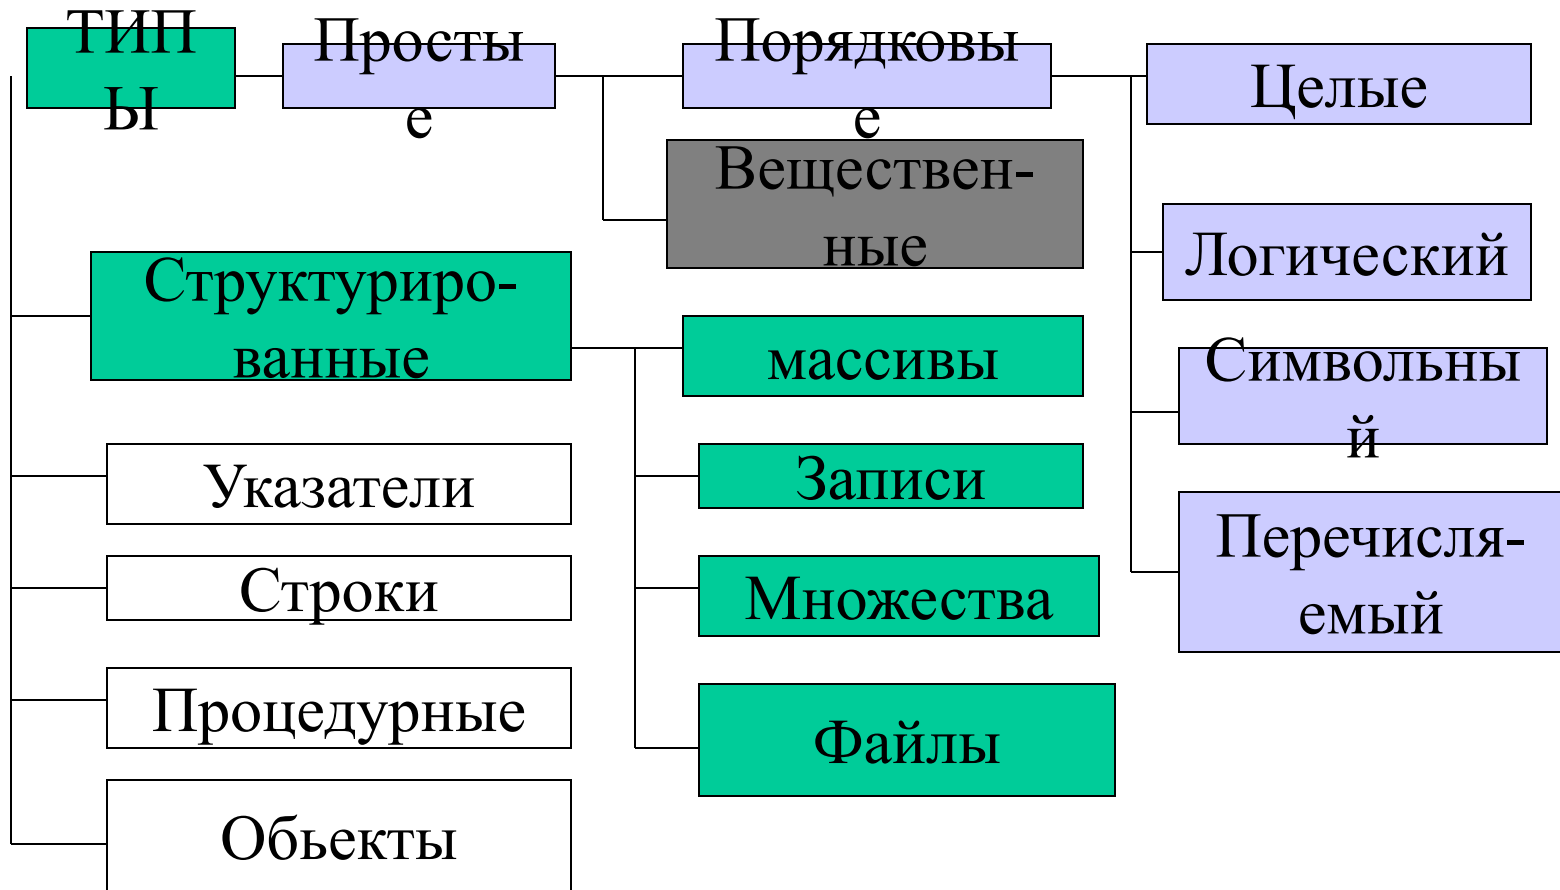 ТИП
Ы
Просты
е
Порядковы
е
Целые
Веществен-
ные
Логический
Структуриро-
ванные
массивы
Символьны
й
Указатели
Записи
Перечисля-
емый
Строки
Множества
Процедурные
Файлы
Обьекты